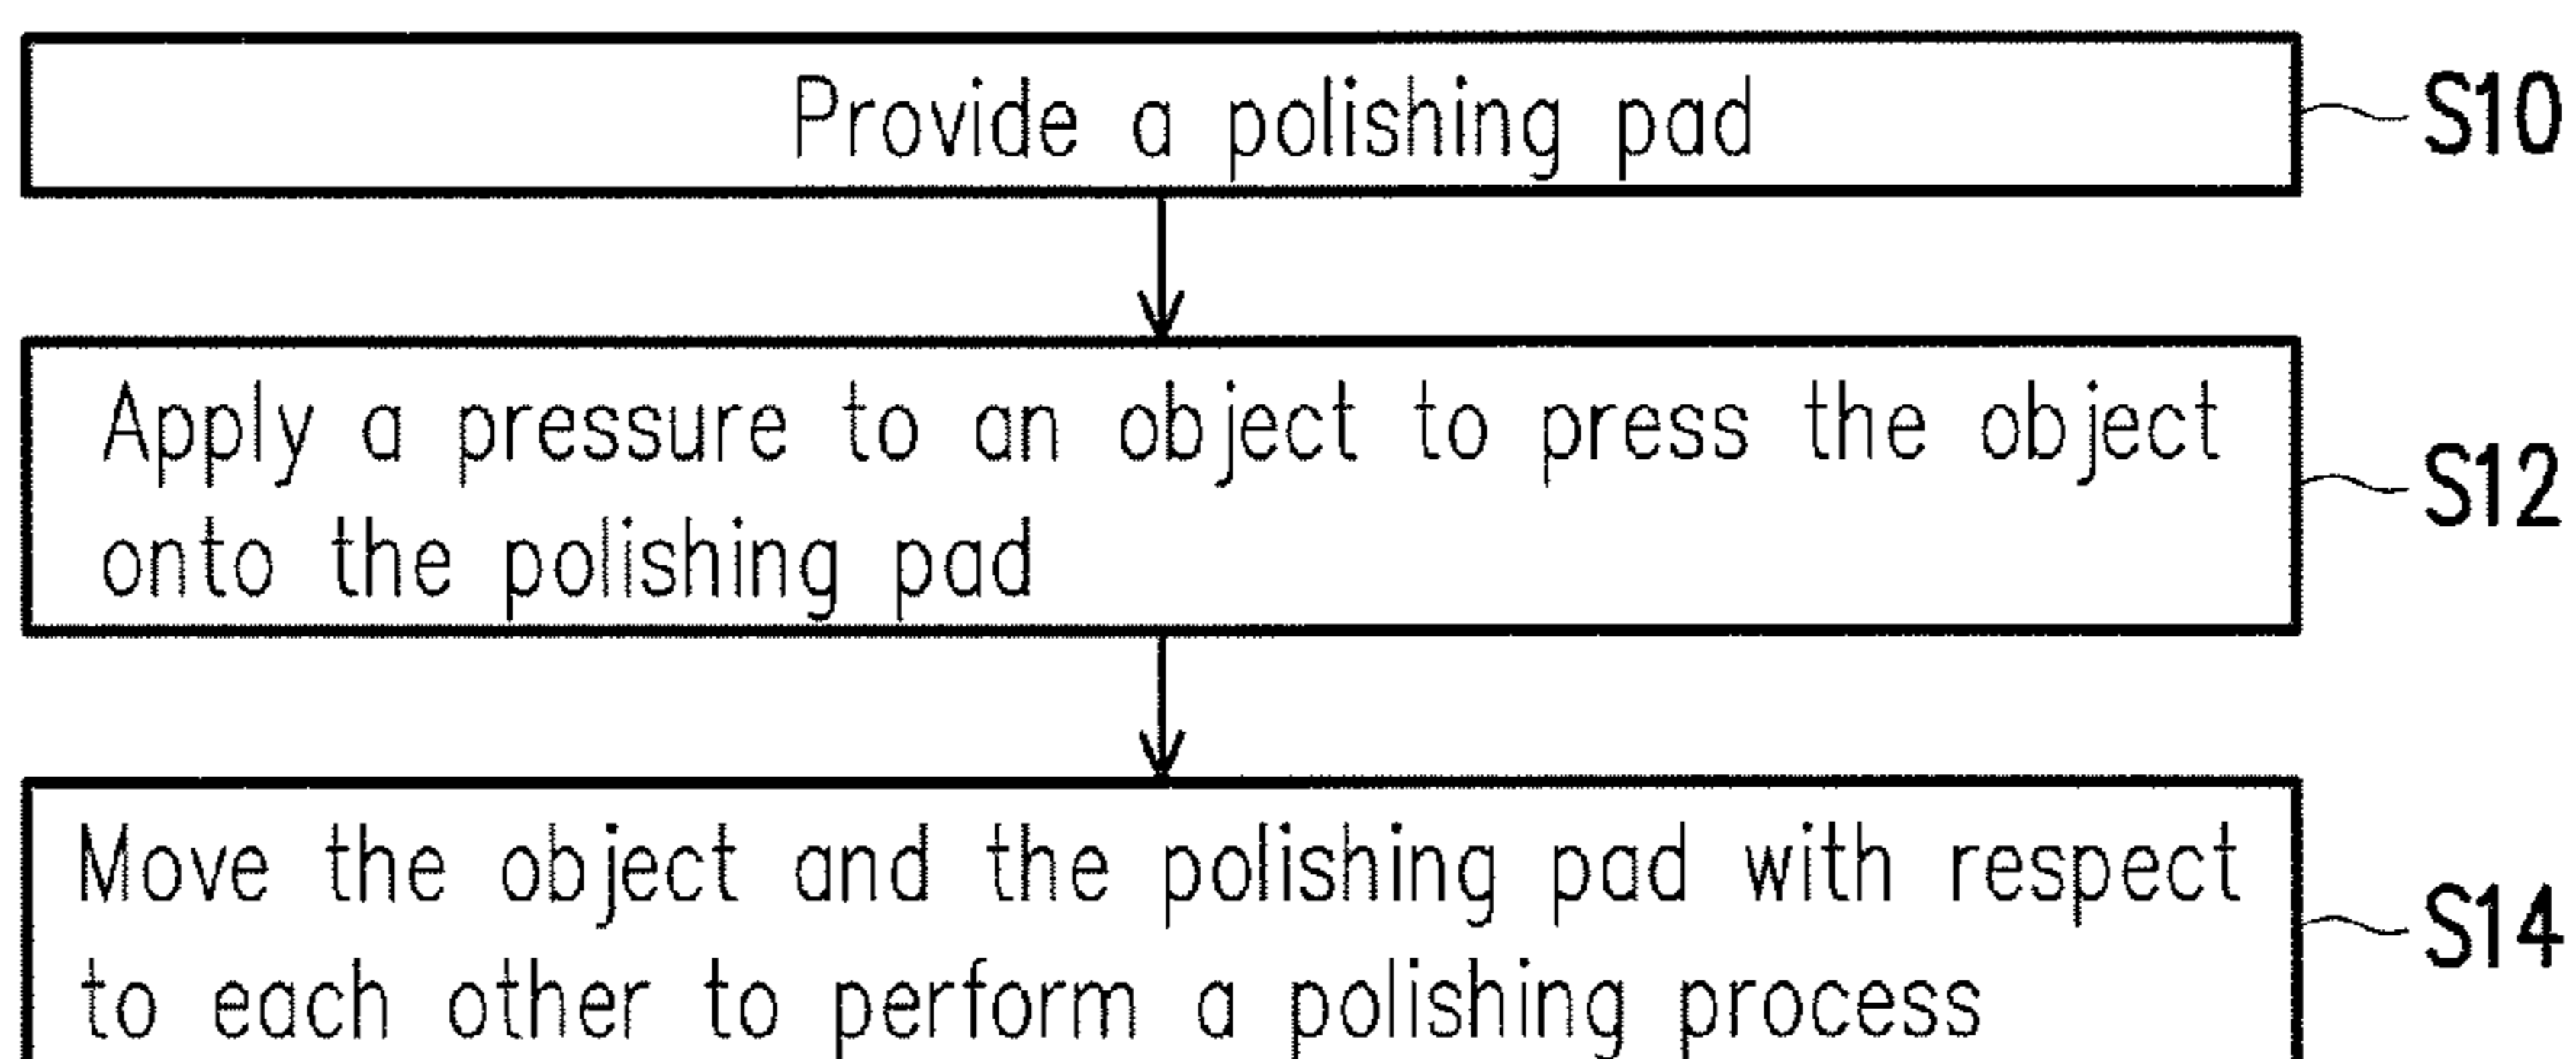 Provide a polishing pad S10
Apply a pressure to an object to press the object
onto the polishing pad S12
Move the object and the polishing pad with respect
to each other to perform a polishing process S14